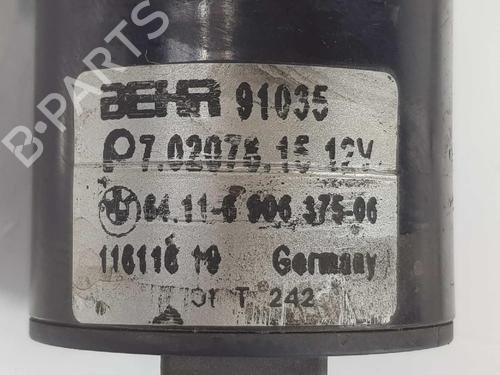 B-PARTS
BEHR 91035
7.02075.15 12V
64.11-6 906 375-06
116116 19 Germany
T 242